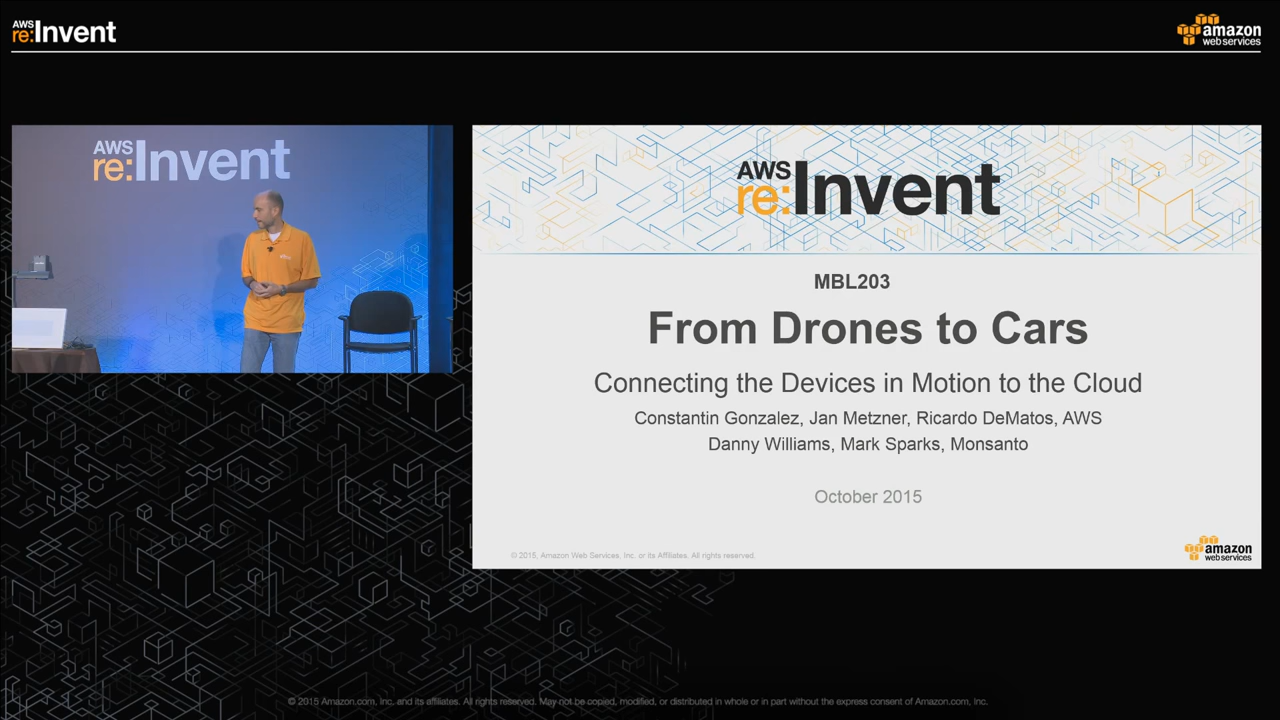 AWS
re:Invent
amazon
web services
AWS
re:Invent
AWS
re:Invent
MBL203
From Drones to Cars
Connecting the Devices in Motion to the Cloud
Constantin Gonzalez, Jan Metzner, Ricardo DeMatos, AWS
Danny Williams, Mark Sparks, Monsanto
October 2015
© 2015, Amazon Web Services, Inc. or its Affiliates. All rights reserved.
amazon
web services
© 2015 Amazon.com, Inc. and its affiliates. All rights reserved. May not be copied, modified, or distributed in whole or in part without the express consent of Amazon.com, Inc.